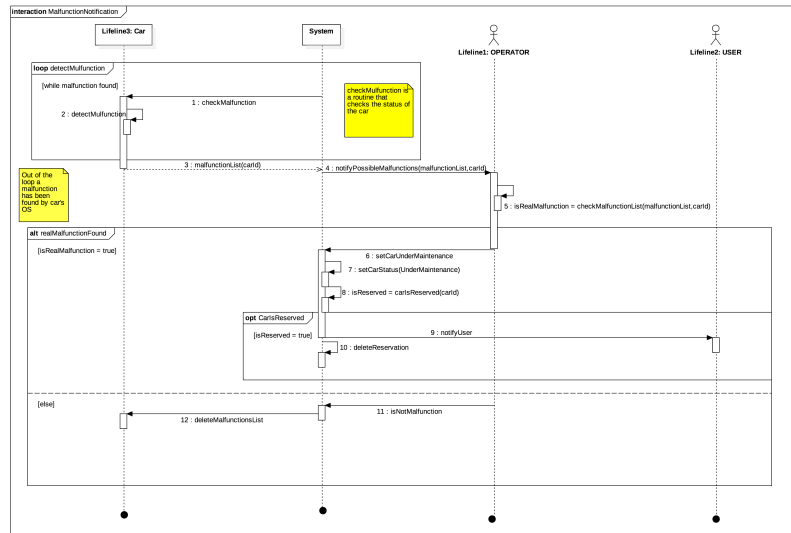 interaction MalfunctionNotification
Lifeline3: Car
System
Lifeline1: OPERATOR
Lifeline2: USER
loop detectMulfunction
[while malfunction found]
1 : checkMalfunction
2 : detectMulfunction
checkMulfunction is
a routine that
checks the status of
the car
3 : malfunctionList(carId)
4 : notifyPossibleMalfunctions(malfunctionList,carId)
Out of the
loop a
malfunction
has been
found by car's
OS
5 : isRealMalfunction = checkMalfunctionList(malfunctionList,carId)
alt realMalfunctionFound
[isRealMalfunction = true]
6 : setCarUnderMaintenance
7 : setCarStatus(UnderMaintenance)
8 : isReserved = carIsReserved(carId)
opt CarIsReserved
[isReserved = true]
9 : notifyUser
10 : deleteReservation
[else]
11 : isNotMalfunction
12 : deleteMalfunctionsList